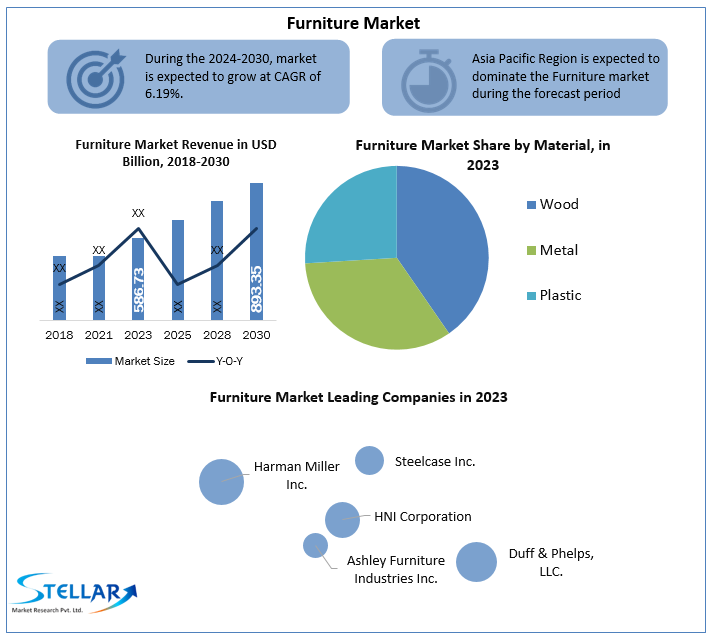 Furniture Market
During the 2024-2030, market
is expected to grow at CAGR of
6.19%.
Asia Pacific Region is expected to
dominate the Furniture market
during the forecast period
Furniture Market Revenue in USD
Billion, 2018-2030
XX
XX
XX
XX
XX
XX
586.73
XX
XX
893.35
2018
2021
2023
2025
2028
2030
Market Size
Y-O-Y
Furniture Market Share by Material, in
2023
Wood
Metal
Plastic
Furniture Market Leading Companies in 2023
Harman Miller
Inc.
Steelcase Inc.
HNI Corporation
Ashley Furniture
Industries Inc.
Duff & Phelps,
LLC.
STELLAR
Market Research Pvt. Ltd.